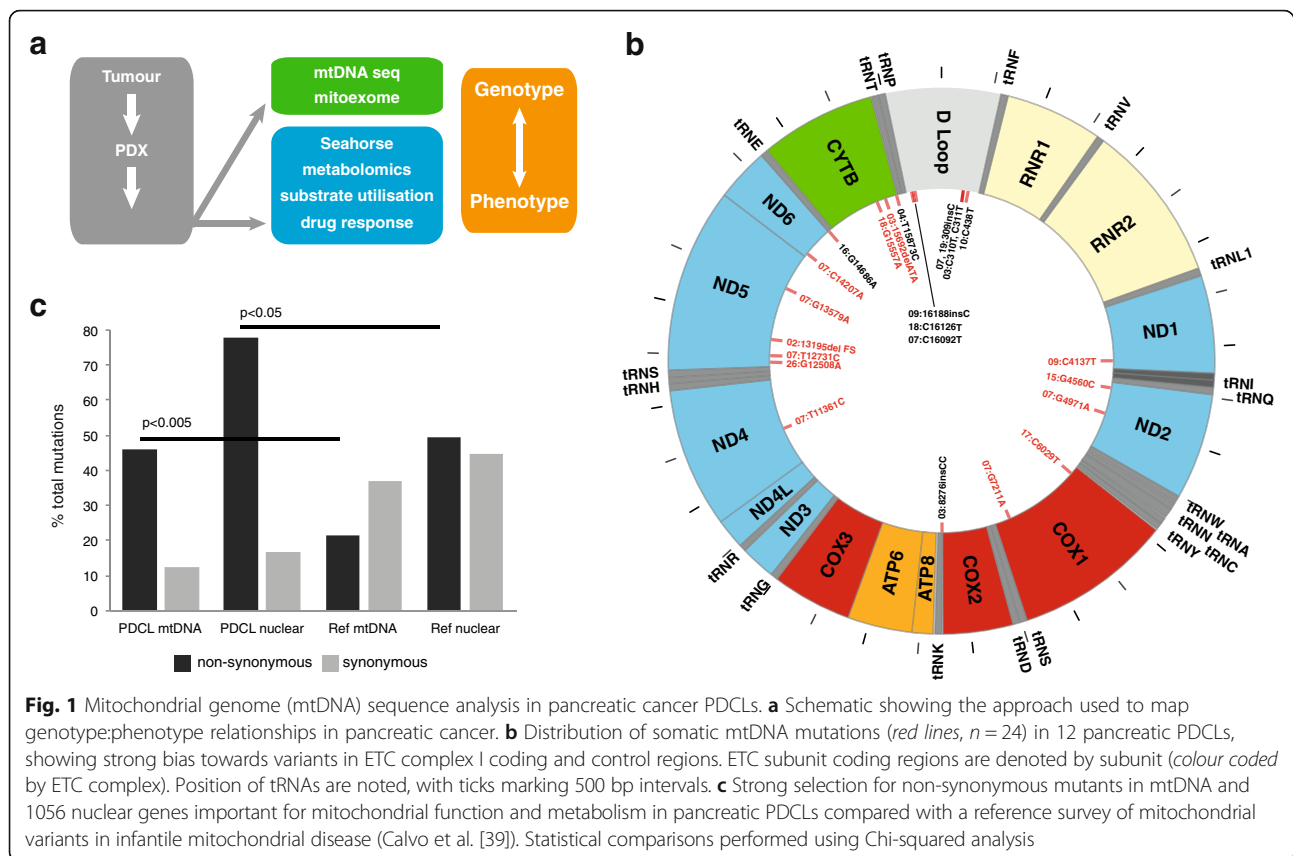 a
Tumour
PDX
mtDNA seq
mitoexome
Seahorse
metabolomics
substrate utilisation
drug response
Genotype
Phenotype
b
D Loop
tRNF
RNR1
tRNV
RNR2
tRNL1
ND1
tRNI
tRNQ
ND2
tRNW
tRNA
tRNN
tRNC
tRNY
COX1
tRNS
tRND
COX2
tRNK
ATP8
ATP6
COX3
tRNG
ND3
tRNR
ND4L
ND4
tRNH
tRNS
ND5
ND6
tRNE
CYTB
tRNT
tRNP
07, 19:309insC
03:C310T, C311T
10:C438T
09:C4137T
15:G4560C
07:G4971A
17:C6029T
07:G7211A
03:8276insCC
07:T11361C
26:G12508A
07:T12731C
02:13195del FS
07:G13579A
07:C14207A
16:G14686A
18:G15557A
03:15692delATA
04:T15873C
09:16188insC
18:C16126T
07:C16092T
c
p<0.05
p<0.005
% total mutations
80
70
60
50
40
30
20
10
0
PDCL mtDNA PDCL nuclear Ref mtDNA Ref nuclear
non-synonymous synonymous
Fig. 1 Mitochondrial genome (mtDNA) sequence analysis in pancreatic cancer PDCLs. a Schematic showing the approach used to map
genotype:phenotype relationships in pancreatic cancer. b Distribution of somatic mtDNA mutations (red lines, n = 24) in 12 pancreatic PDCLs,
showing strong bias towards variants in ETC complex I coding and control regions. ETC subunit coding regions are denoted by subunit (colour coded
by ETC complex). Position of tRNAs are noted, with ticks marking 500 bp intervals. c Strong selection for non-synonymous mutants in mtDNA and
1056 nuclear genes important for mitochondrial function and metabolism in pancreatic PDCLs compared with a reference survey of mitochondrial
variants in infantile mitochondrial disease (Calvo et al. [39]). Statistical comparisons performed using Chi-squared analysis